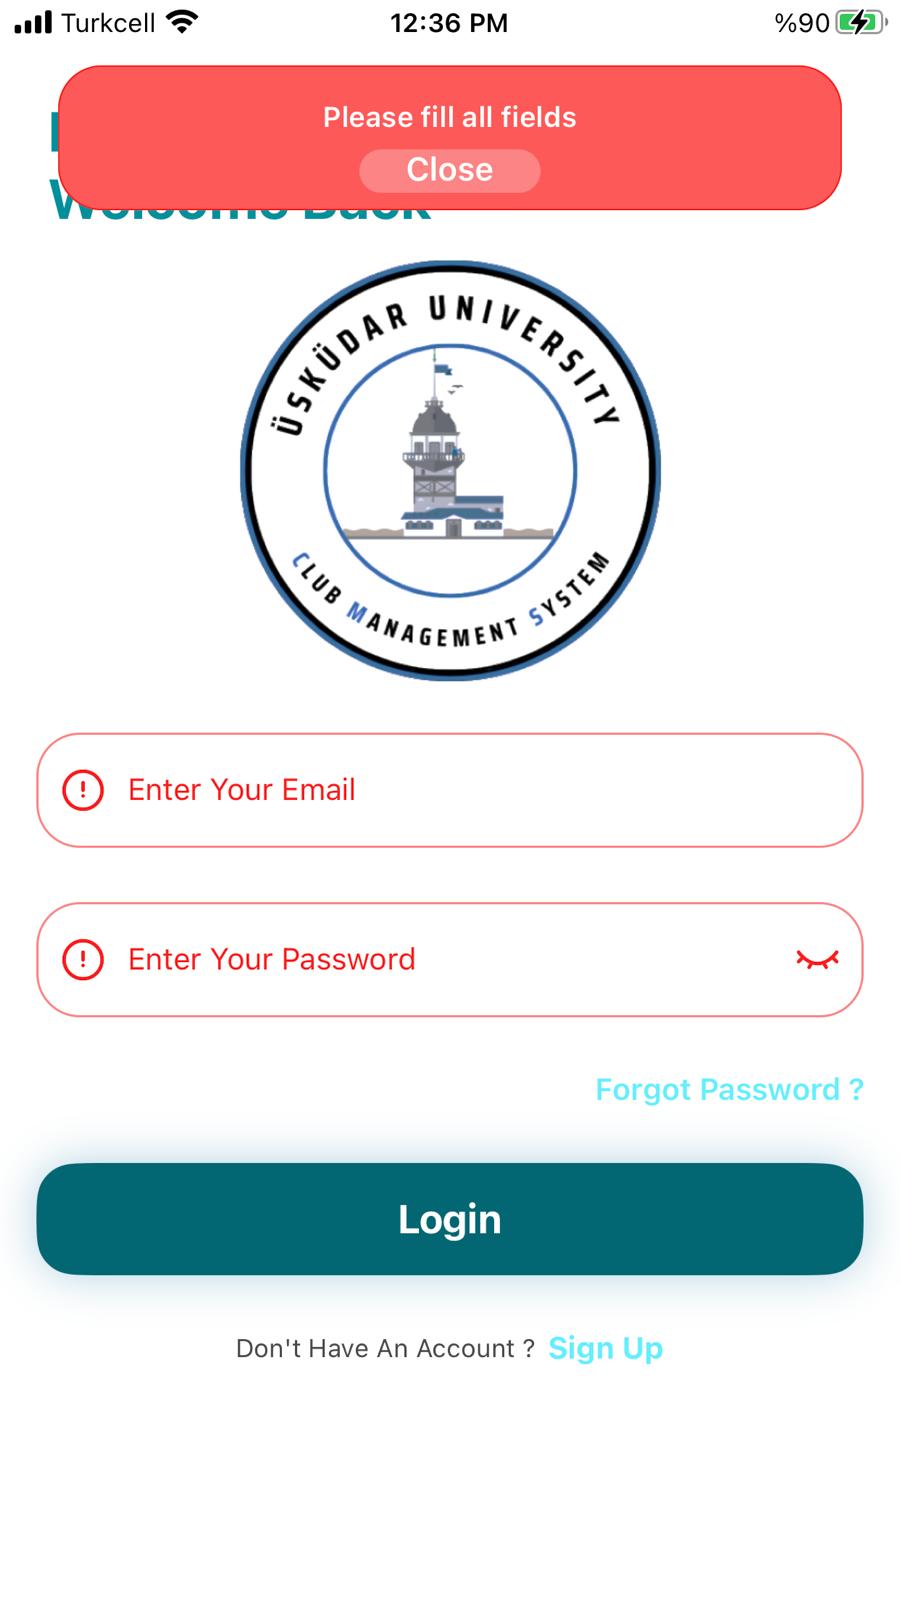 Turkcell 12:36 PM %90
Please fill all fields
Close
Welcome Back
ÜSKÜDAR UNIVERSITY
CLUB MANAGEMENT SYSTEM
Enter Your Email
Enter Your Password
Forgot Password ?
Login
Don't Have An Account ? Sign Up